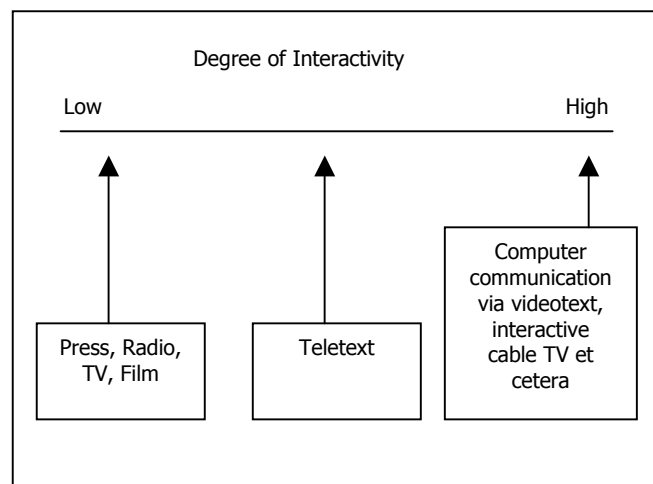 Degree of Interactivity
Low
High
Press, Radio,
TV, Film
Teletext
Computer
communication
via videotext,
interactive
cable TV et
cetera